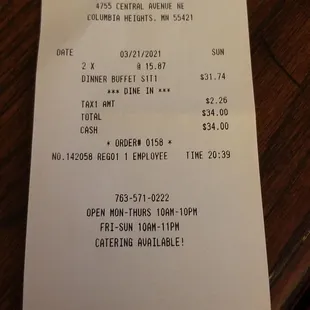 4755 CENTRAL AVENUE NE
COLUMBIA HEIGHTS, MN 55421
DATE 03/21/2021 SUN
2 X @ 15.87
DINNER BUFFET S1T1 $31.74
*** DINE IN ***
TAX1 AMT $2.26
TOTAL $34.00
CASH $34.00
* ORDER# 0158 *
NO.142058 REG01 1 EMPLOYEE TIME 20:39
763-571-0222
OPEN MON-THURS 10AM-10PM
FRI-SUN 10AM-11PM
CATERING AVAILABLE!